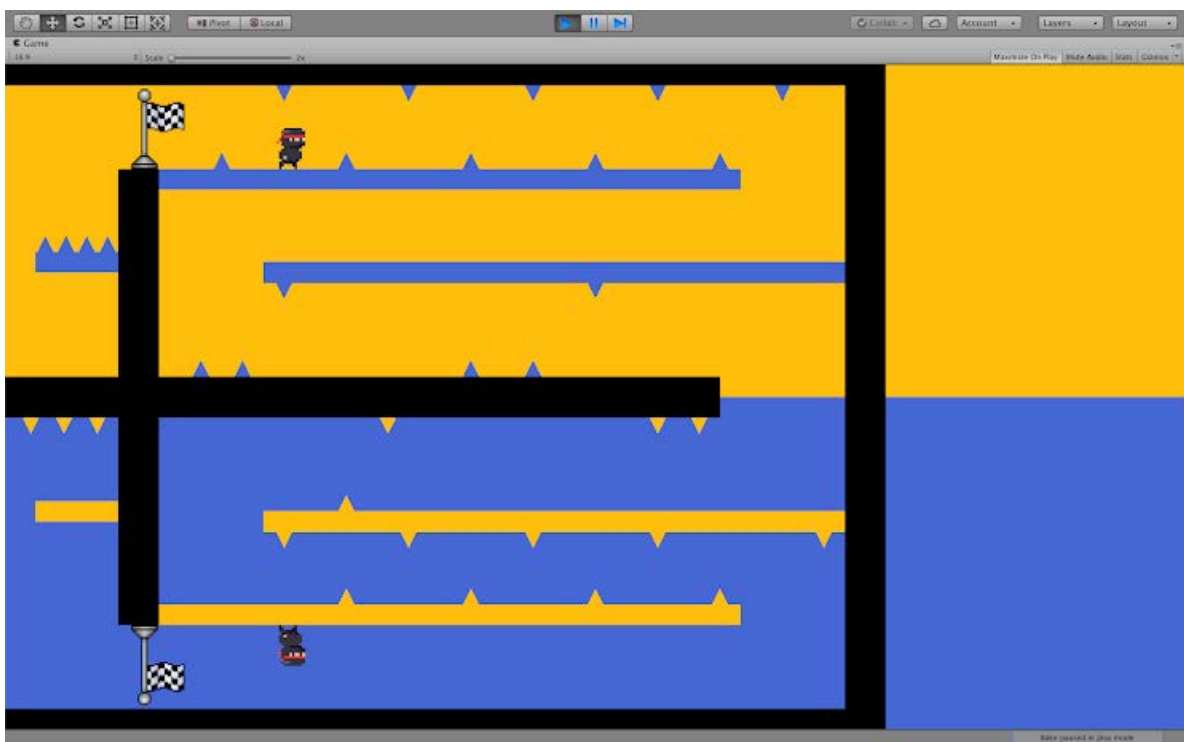 Pivot Local Collab Account Layers Layout
Game
Scale 2x Maximize On Play Mute Audio Stats Gizmos